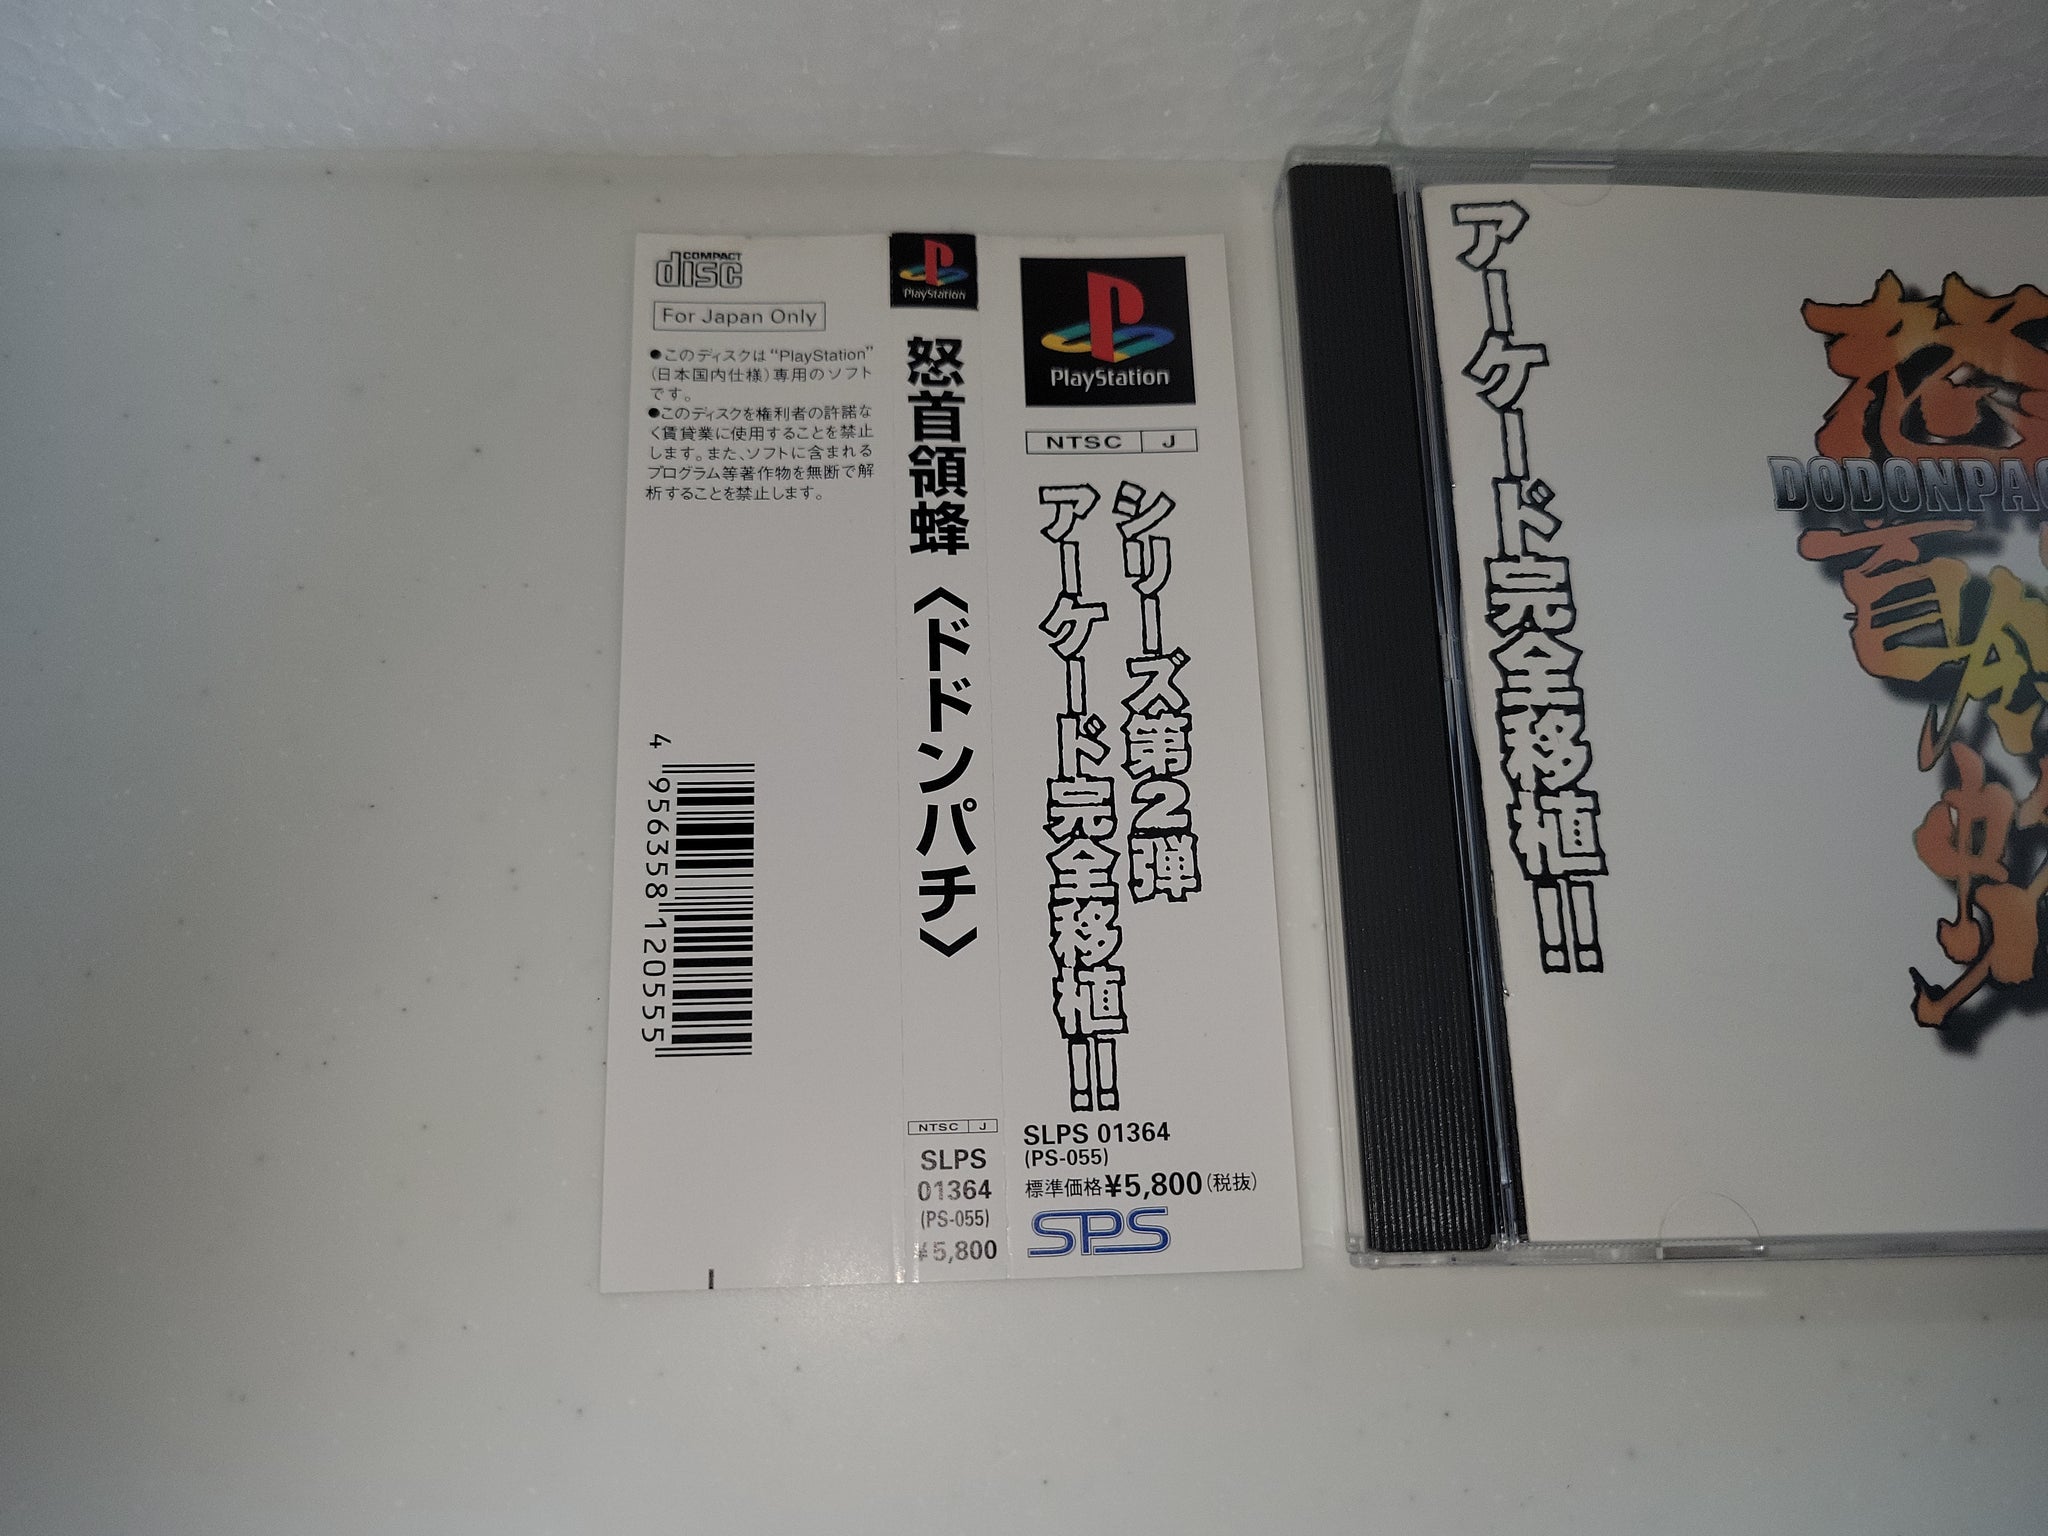 COMPACT
disc
For Japan Only
●このディスクは“PlayStation”
(日本国内仕様)専用のソフト
です。
●このディスクを権利者の許諾な
く賃貸業に使用することを禁止
します。また、ソフトに含まれる
プログラム等著作物を無断で解
析することを禁止します。
4 956358 120555
PlayStation
怒首領蜂〈ドドンパチ〉
NTSC J
SLPS
01364
(PS-055)
¥5,800
PlayStation
NTSC J
シリーズ第2弾
アーケード完全移植!!
SLPS 01364
(PS-055)
標準価格¥5,800(税抜)
SPS
アーケード完全移植!!
怒
DODONPAC
首